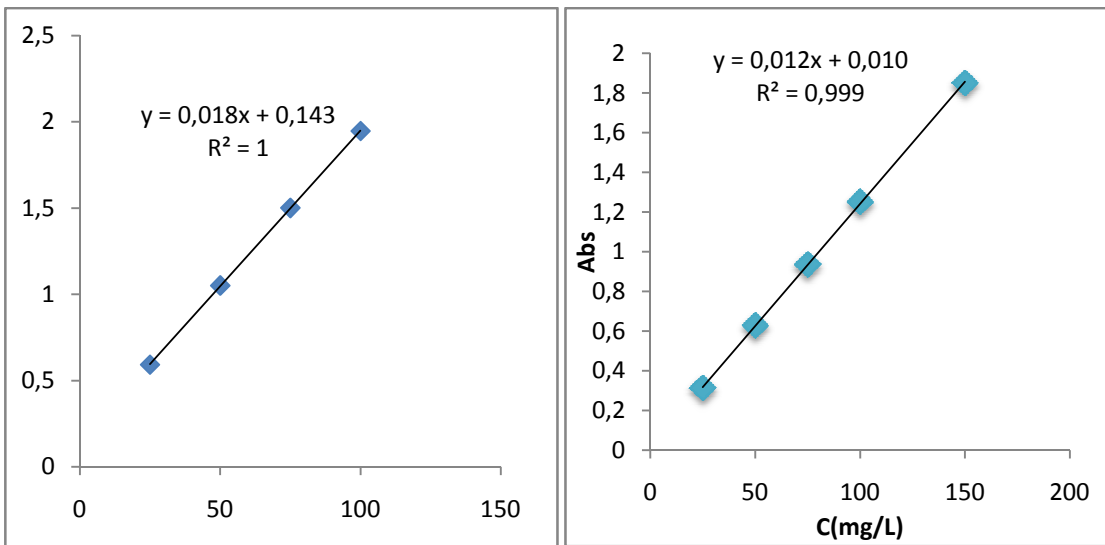 2,5
2
1,5
1
0,5
0
0 50 100 150
y = 0,018x + 0,143
R² = 1
2
1,8
1,6
1,4
1,2
1
0,8
0,6
0,4
0,2
0
Abs
0 50 100 150 200
C(mg/L)
y = 0,012x + 0,010
R² = 0,999